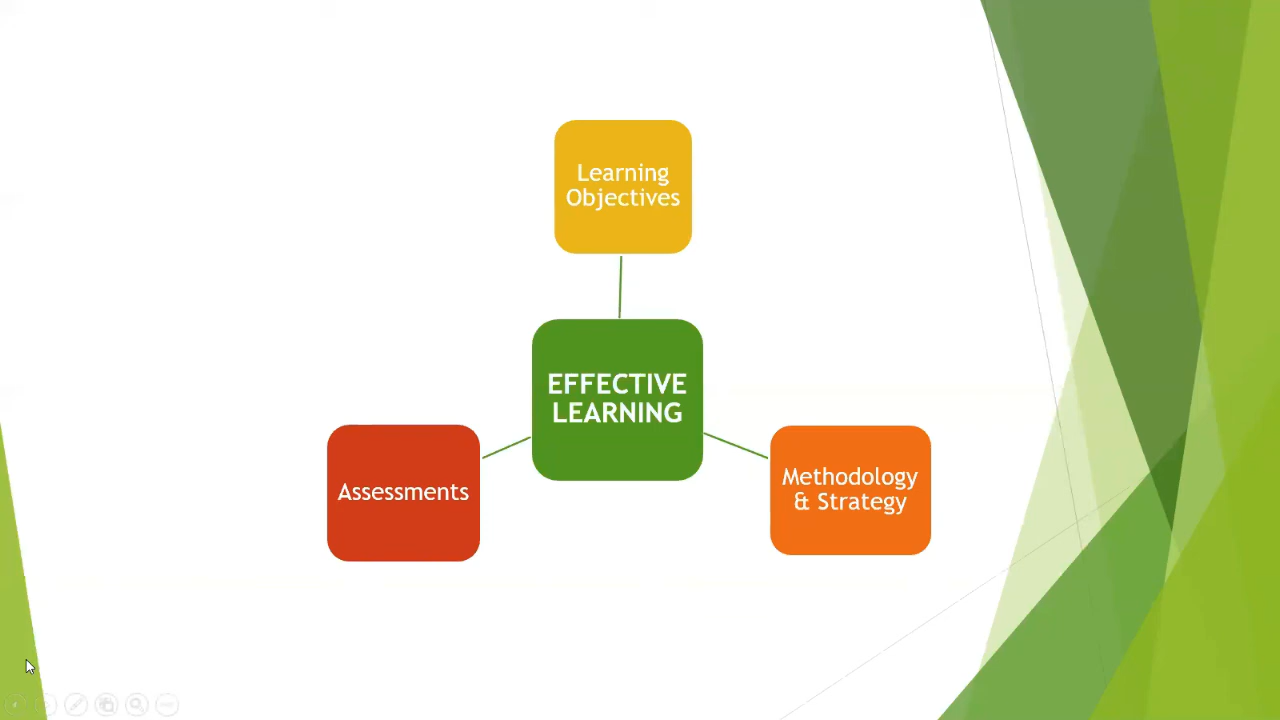 Learning
Objectives
EFFECTIVE
LEARNING
Assessments
Methodology
& Strategy